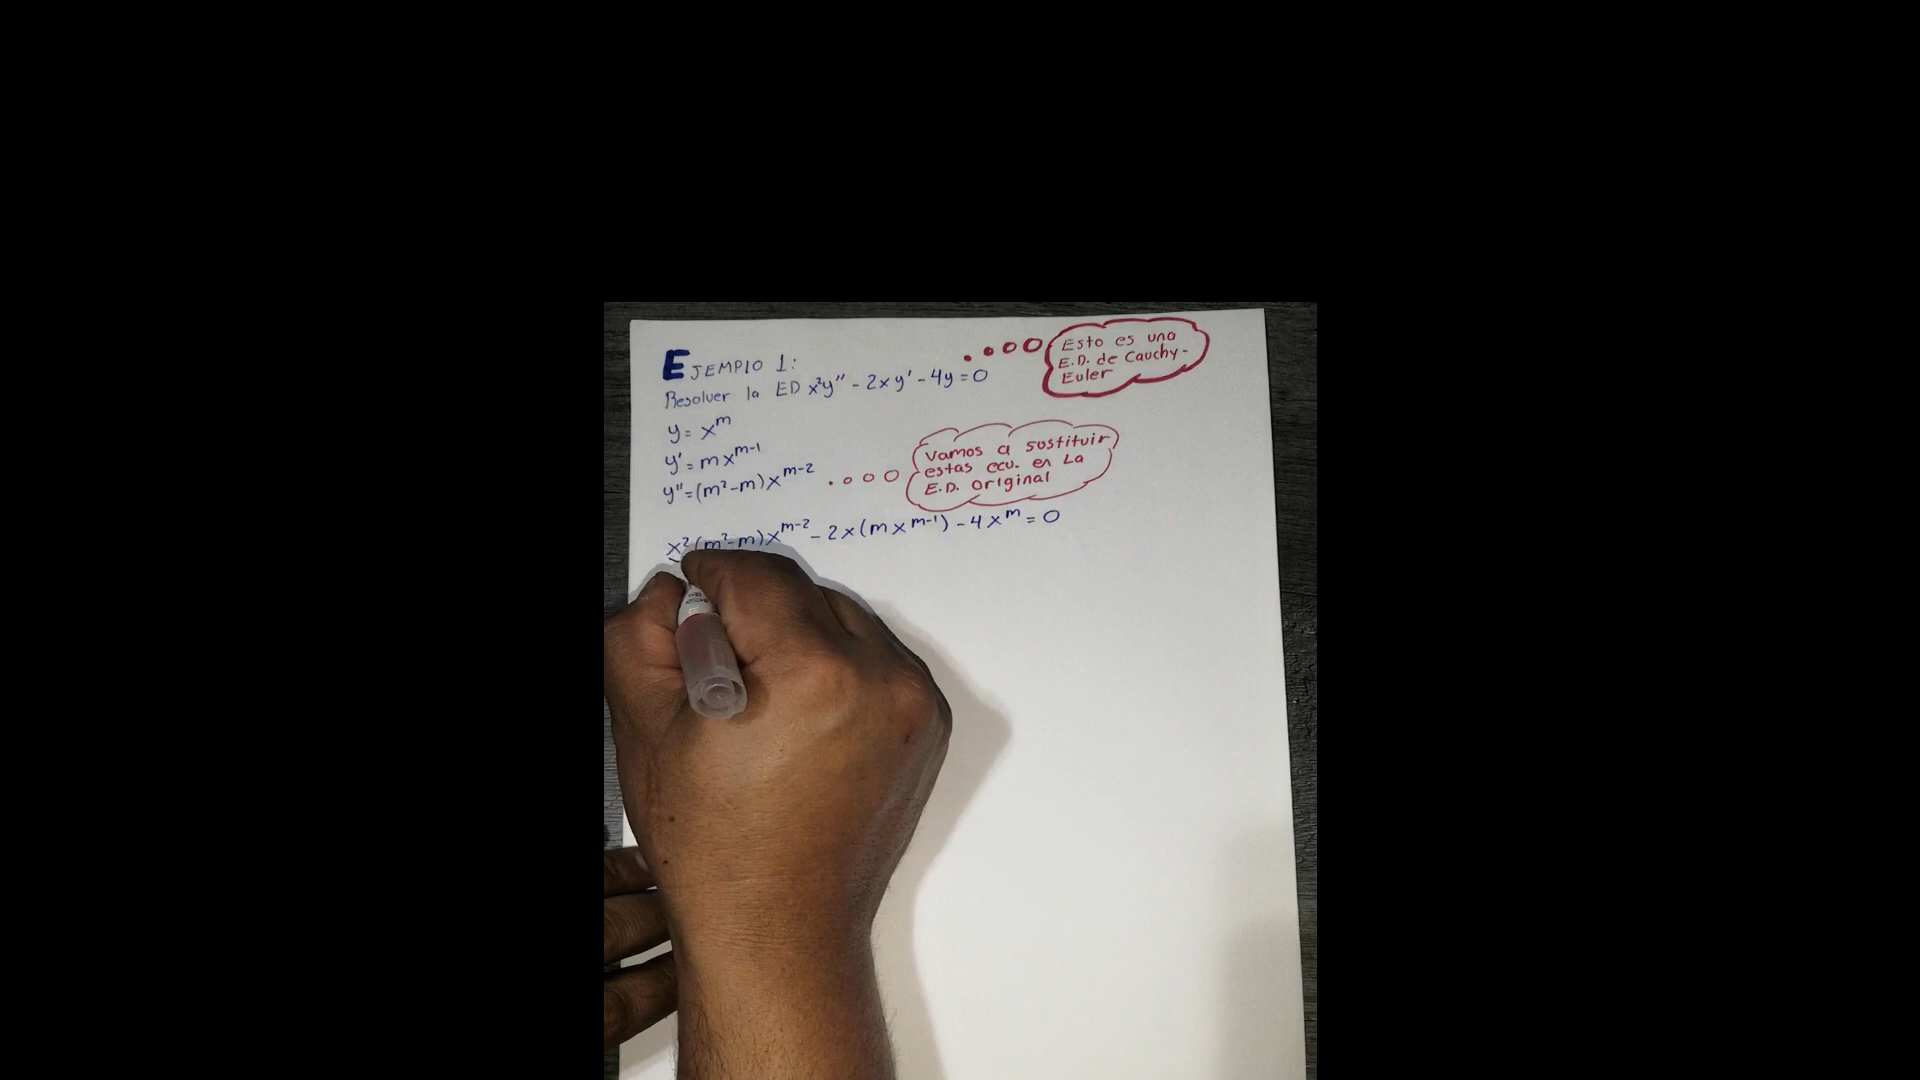 EJEMPlO 1:
Resolver la ED x²y'' - 2xy' - 4y = 0
Esto es una
E.D. de Cauchy-
Euler
y = x^m
y' = mx^{m-1}
y'' = (m²-m)x^{m-2}
Vamos a sustituir
estas ecu. en La
E.D. Original
x²(m²-m)x^{m-2} - 2x(mx^{m-1}) - 4x^m = 0